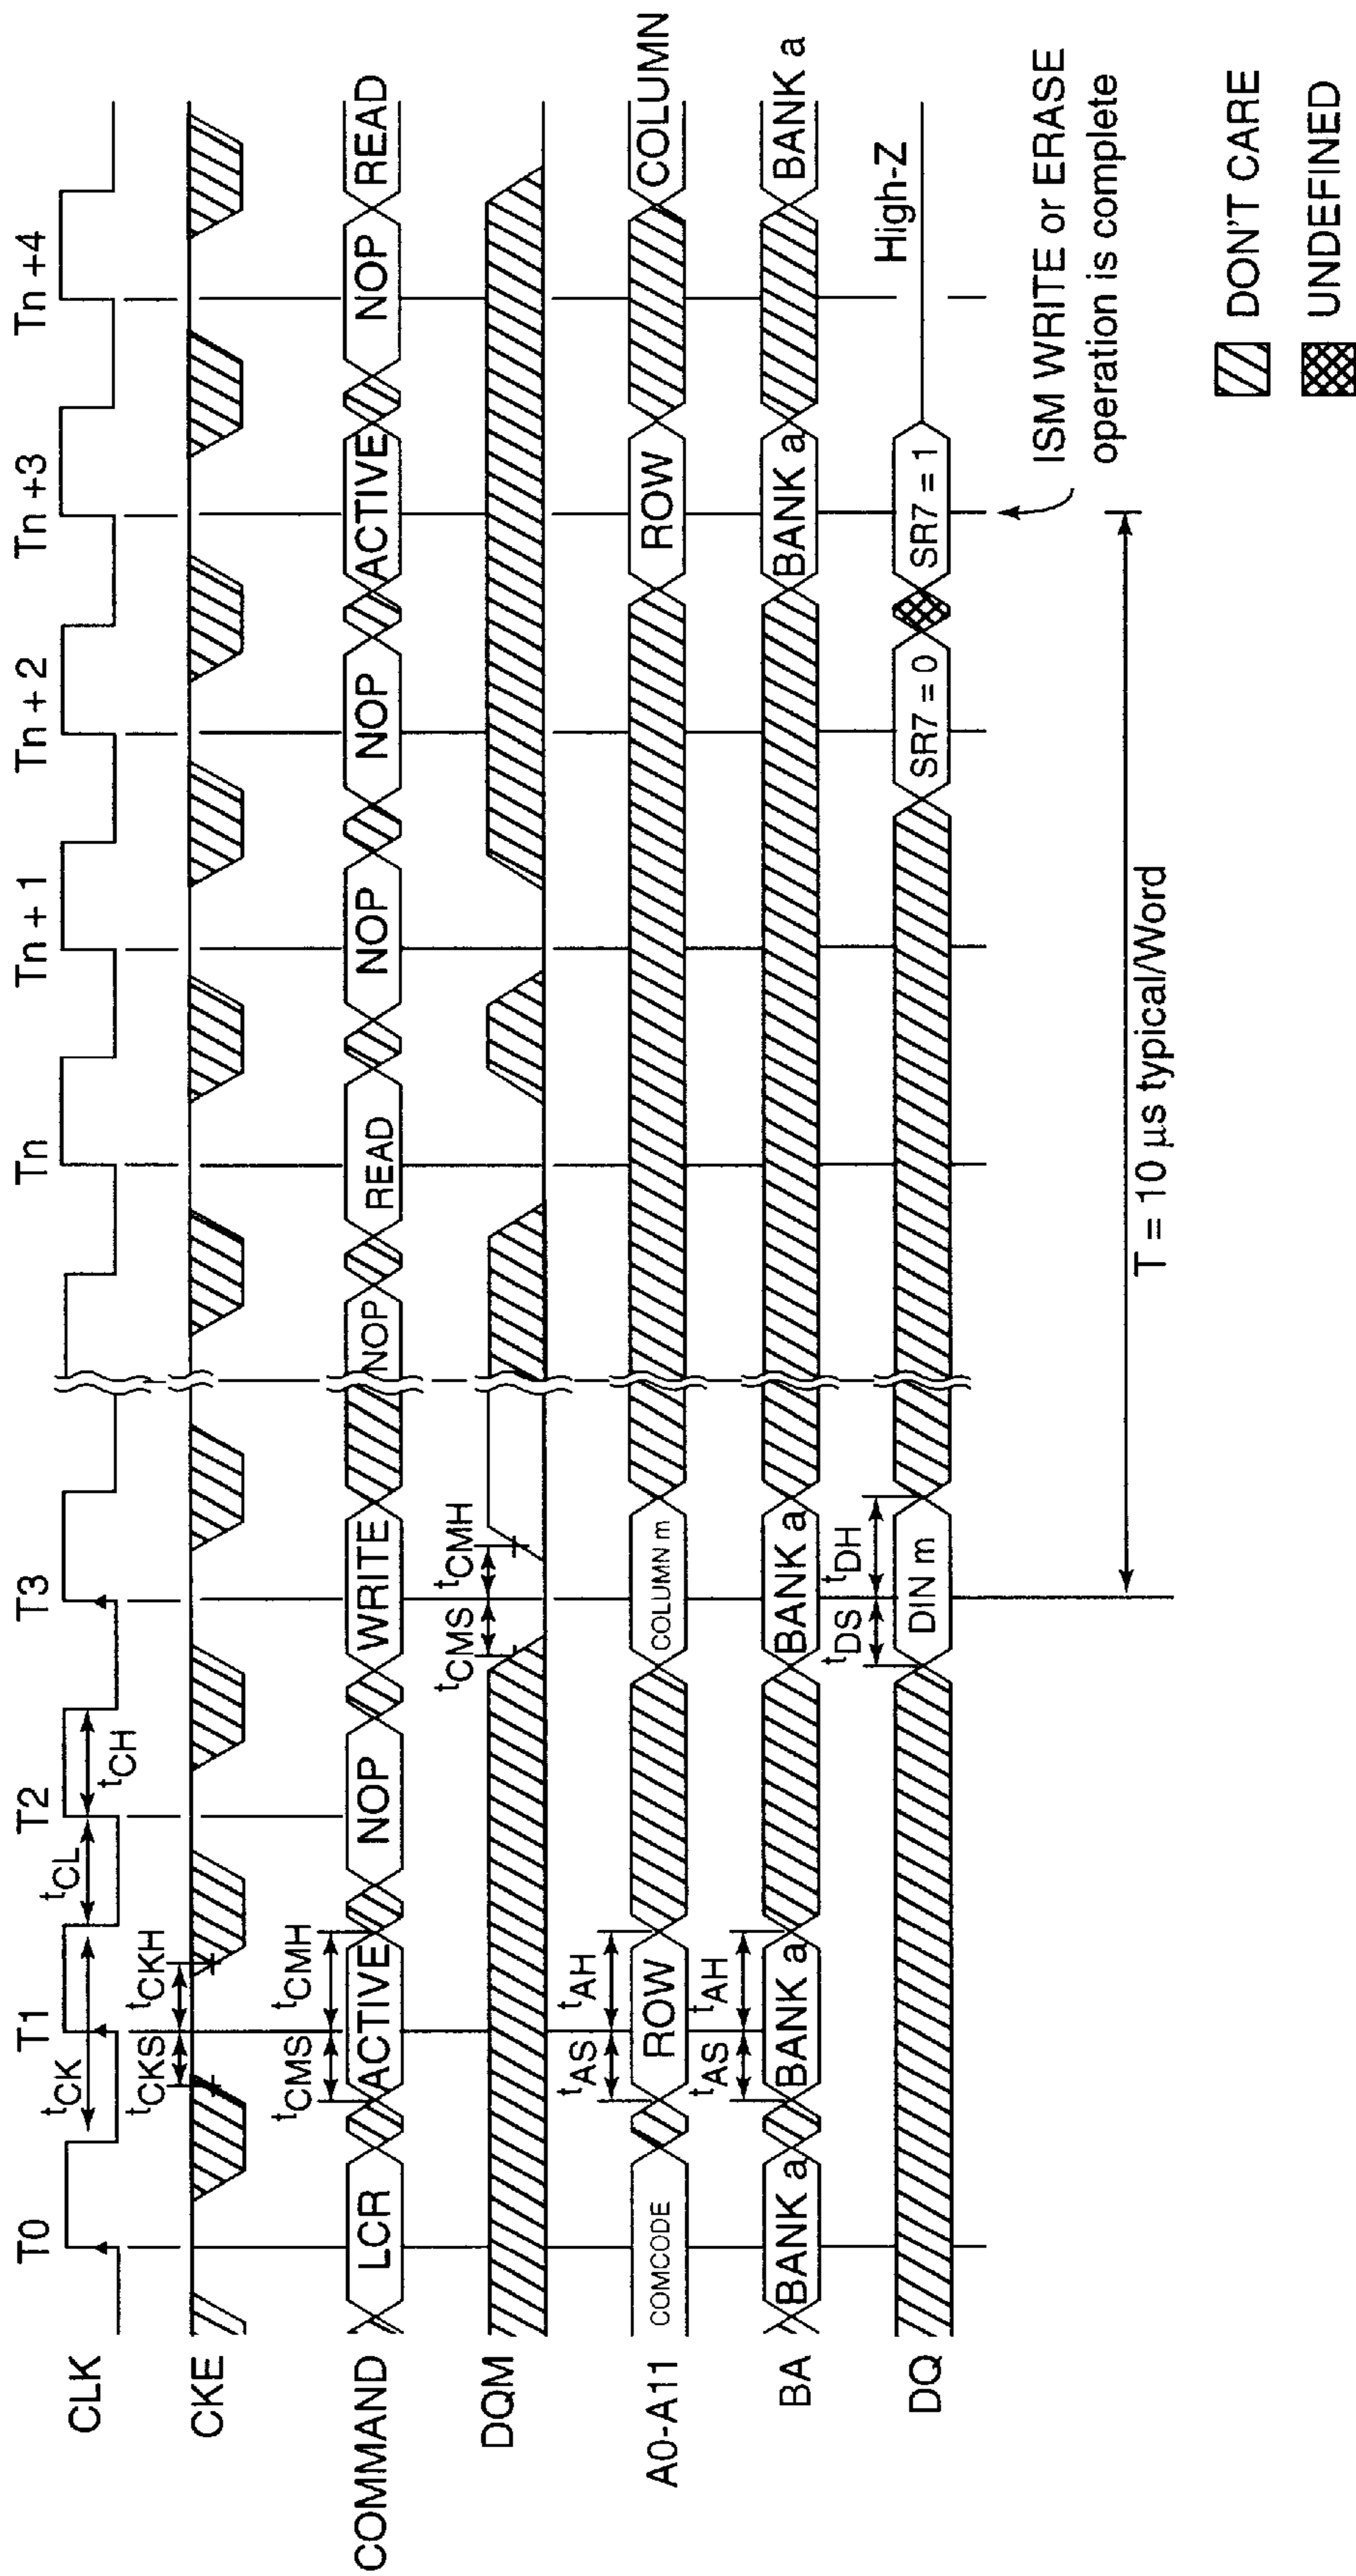 T0 T1 T2 T3 Tn Tn +1 Tn + 2 Tn +3 Tn +4
CLK tCK tCL tCH
CKE tCKS tCKH
tCMS tCMH
COMMAND LCR ACTIVE NOP WRITE NOP READ NOP NOP ACTIVE NOP READ
DQM tCMS tCMH
tAS tAH
A0-A11 COMCODE ROW COLUMN m ROW COLUMN
tAS tAH
BA BANK a BANK a BANK a BANK a BANK a
tDS tDH
DQ DIN m SR7 = 0 SR7 = 1 High-Z
ISM WRITE or ERASE
operation is complete
T = 10 µs typical/Word
DON'T CARE
UNDEFINED